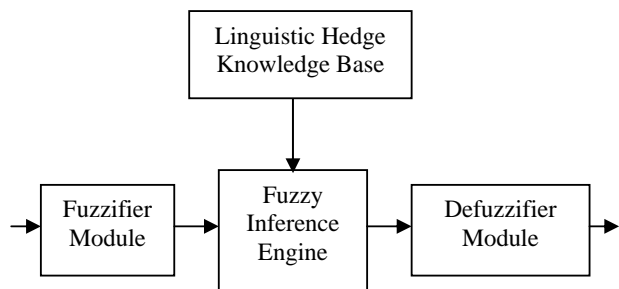 Linguistic Hedge
Knowledge Base
Fuzzifier
Module
Fuzzy
Inference
Engine
Defuzzifier
Module